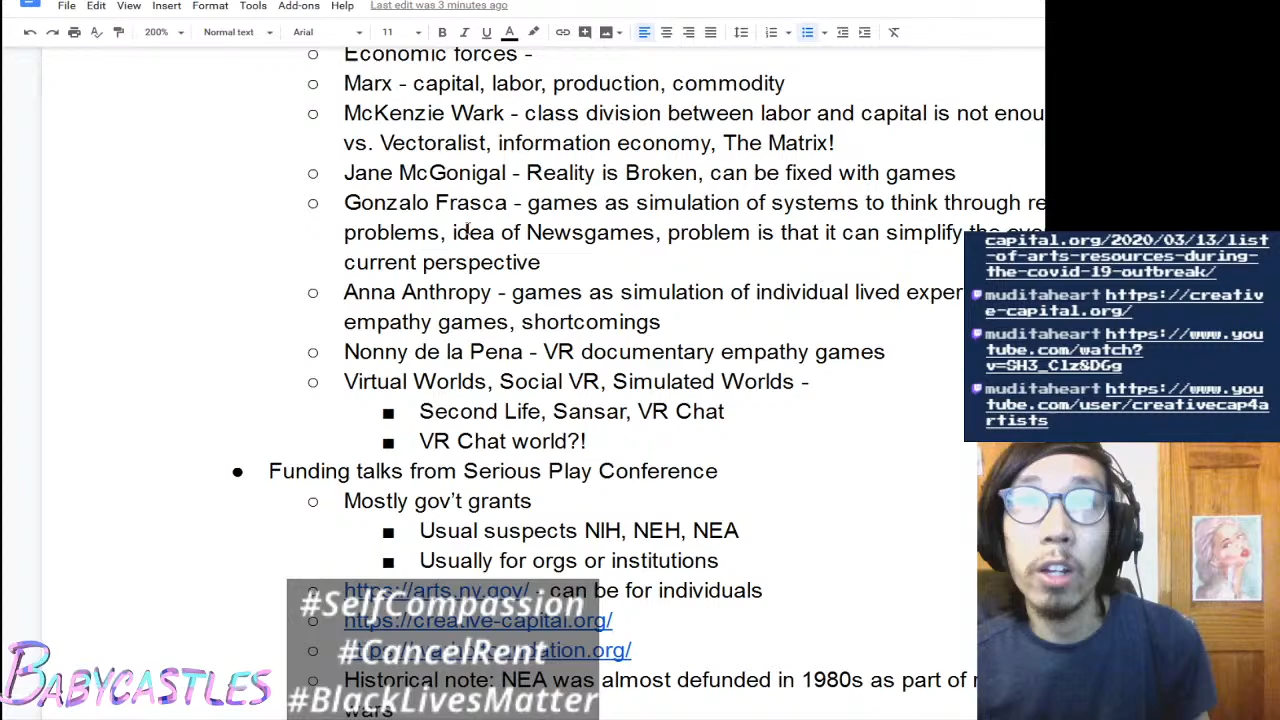 File Edit View Insert Format Tools Add-ons Help Last edit was 3 minutes ago
200% Normal text Arial 11 B I U A
Economic forces -
Marx - capital, labor, production, commodity
McKenzie Wark - class division between labor and capital is not enou
vs. Vectoralist, information economy, The Matrix!
Jane McGonigal - Reality is Broken, can be fixed with games
Gonzalo Frasca - games as simulation of systems to think through re
problems, idea of Newsgames, problem is that it can simplify the
current perspective
Anna Anthropy - games as simulation of individual lived exper
empathy games, shortcomings
Nonny de la Pena - VR documentary empathy games
Virtual Worlds, Social VR, Simulated Worlds -
Second Life, Sansar, VR Chat
VR Chat world?!
Funding talks from Serious Play Conference
Mostly gov't grants
Usual suspects NIH, NEH, NEA
Usually for orgs or institutions
https://arts.ny.gov/ - can be for individuals
https://creative-capital.org/
Historical note: NEA was almost defunded in 1980s as part of
wars
capital.org/2020/03/13/list
-of-arts-resources-during-
the-covid-19-outbreak/
muditaheart https://creativ
e-capital.org/
muditaheart https://www.you
tube.com/watch?
v=SH3_Clz&DGg
muditaheart https://www.you
tube.com/user/creativecap4a
rtists
#SelfCompassion
#CancelRent
#BlackLivesMatter
BABYCASTLES